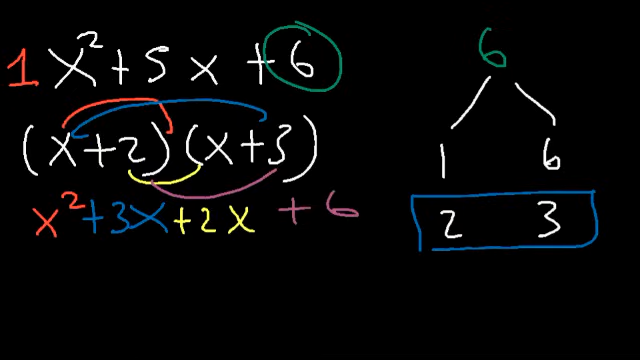 1x² + 5x + 6
(x + 2)(x + 3)
x² + 3x + 2x + 6
6
1 6
2 3